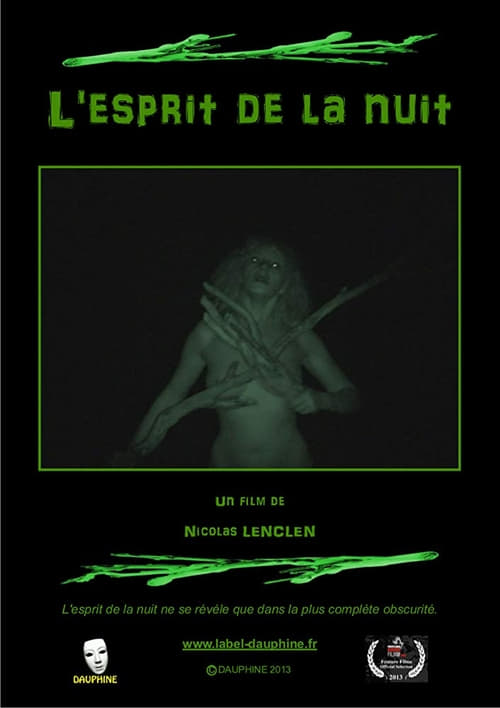 L'ESPRIT DE LA NUIT
UN FILM DE
NICOLAS LENCLEN
L'esprit de la nuit ne se révéle que dans la plus complète obscurité.
www.label-dauphine.fr
©DAUPHINE 2013
DAUPHINE
Feature Films
Official Selection
2013